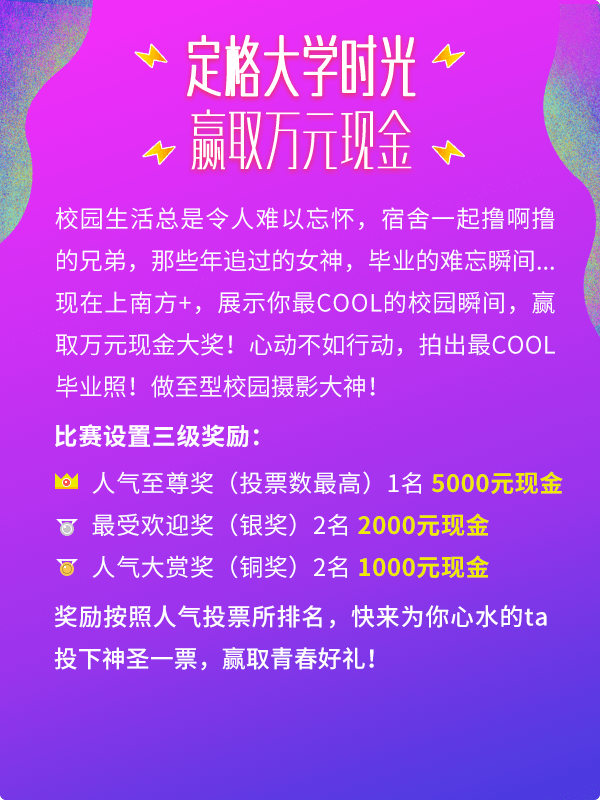 定格大学时光
赢取万元现金
校园生活总是令人难以忘怀，宿舍一起撸啊撸
的兄弟，那些年追过的女神，毕业的难忘瞬间...
现在上南方+，展示你最COOL的校园瞬间，赢
取万元现金大奖！心动不如行动，拍出最COOL
毕业照！做至型校园摄影大神！
比赛设置三级奖励：
人气至尊奖（投票数最高）1名 5000元现金
最受欢迎奖（银奖）2名 2000元现金
人气大赏奖（铜奖）2名 1000元现金
奖励按照人气投票所排名，快来为你心水的ta
投下神圣一票，赢取青春好礼！